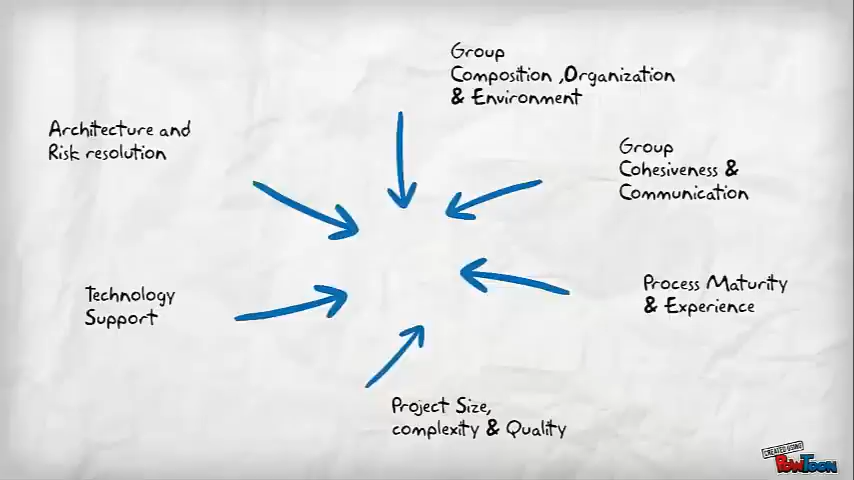 Group
Composition ,Organization
& Environment
Architecture and
Risk resolution
Group
Cohesiveness &
Communication
Technology
Support
Process Maturity
& Experience
Project Size,
complexity & Quality
CREATED USING
POWTOON